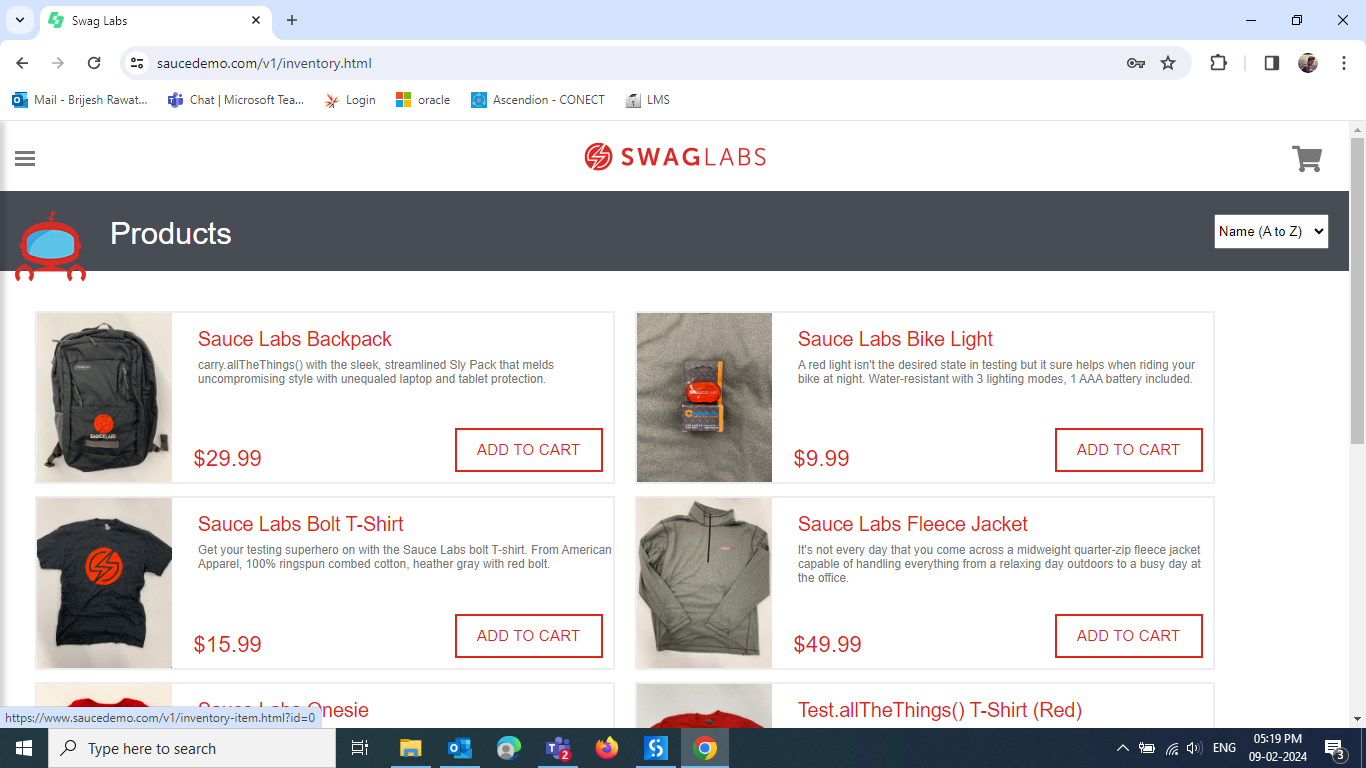 Swag Labs
saucedemo.com/v1/inventory.html
Mail - Brijesh Rawat...
Chat | Microsoft Tea...
Login
oracle
Ascendion - CONECT
LMS
SWAGLABS
Products
Name (A to Z)
Sauce Labs Backpack
carry.allTheThings() with the sleek, streamlined Sly Pack that melds
uncompromising style with unequaled laptop and tablet protection.
$29.99
ADD TO CART
Sauce Labs Bike Light
A red light isn't the desired state in testing but it sure helps when riding your
bike at night. Water-resistant with 3 lighting modes, 1 AAA battery included.
$9.99
ADD TO CART
Sauce Labs Bolt T-Shirt
Get your testing superhero on with the Sauce Labs bolt T-shirt. From American
Apparel, 100% ringspun combed cotton, heather gray with red bolt.
$15.99
ADD TO CART
Sauce Labs Fleece Jacket
It's not every day that you come across a midweight quarter-zip fleece jacket
capable of handling everything from a relaxing day outdoors to a busy day at
the office.
$49.99
ADD TO CART
Sauce Labs Onesie
Test.allTheThings() T-Shirt (Red)
https://www.saucedemo.com/v1/inventory-item.html?id=0
Type here to search
2
ENG
05:19 PM
09-02-2024
3